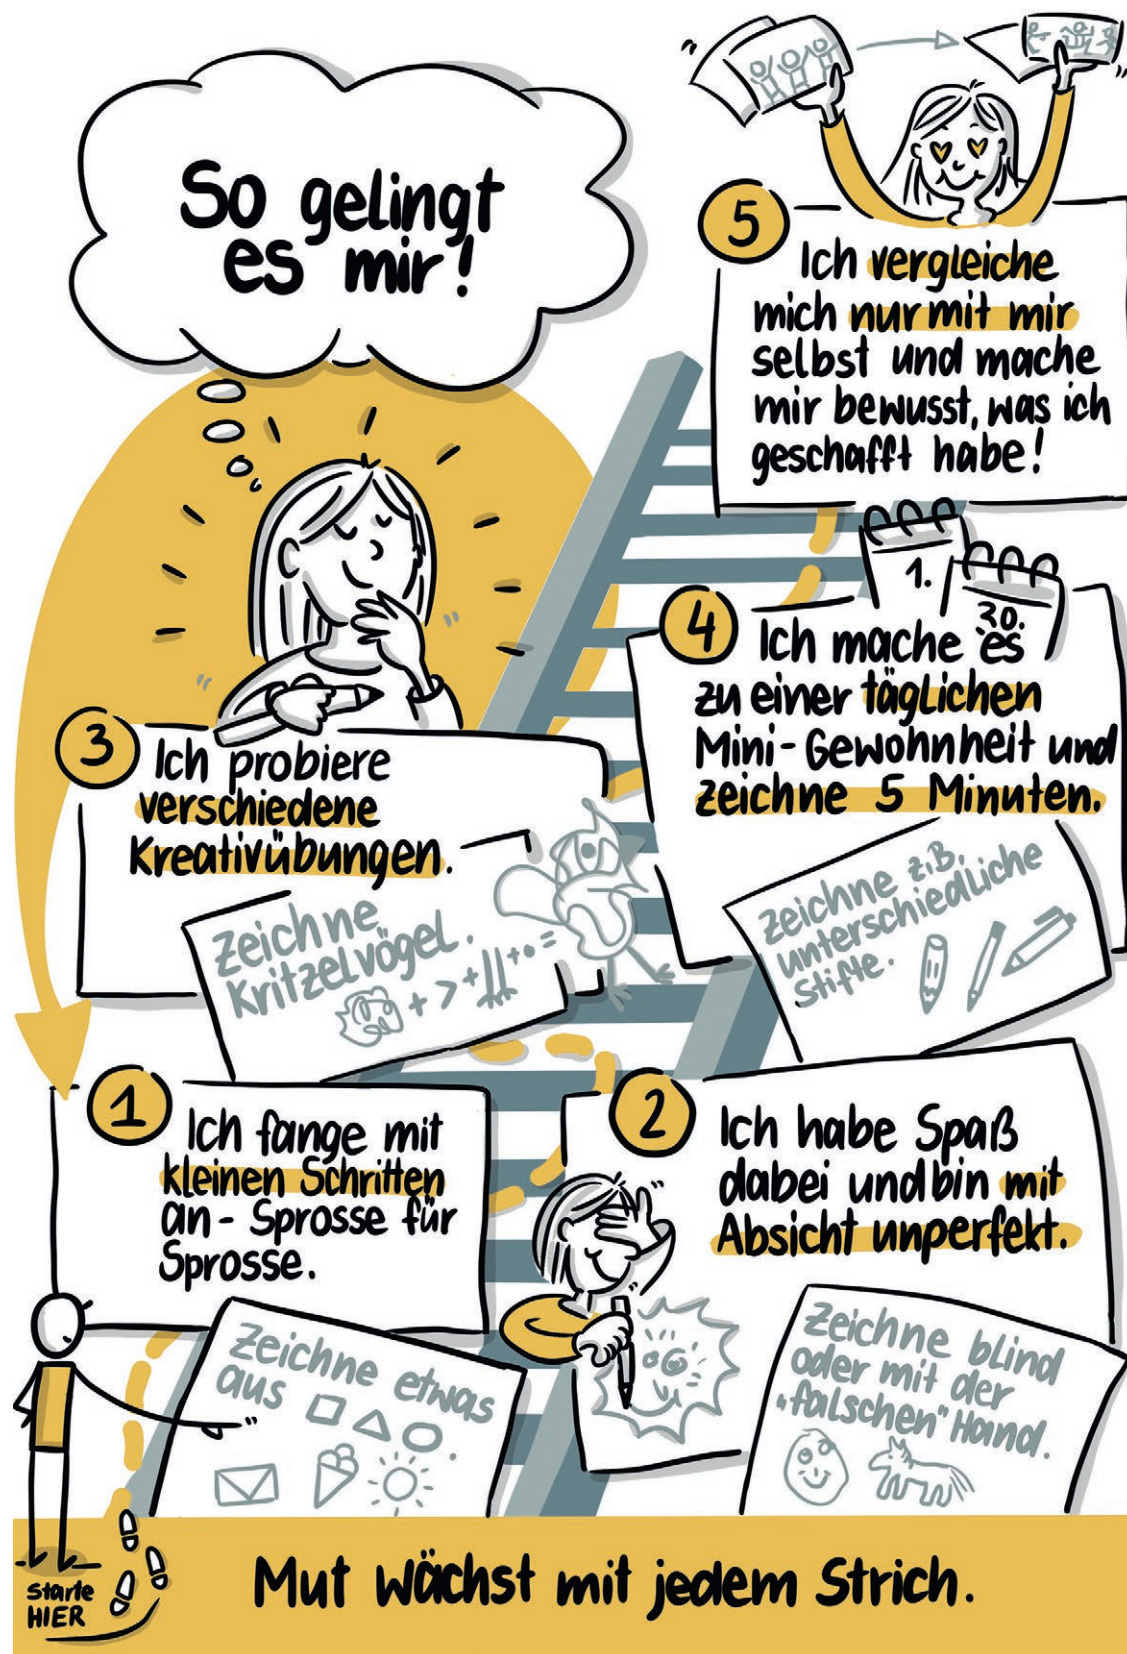 So gelingt
es mir!
5
Ich vergleiche
mich nur mit mir
selbst und mache
mir bewusst, was ich
geschafft habe!
1.
30.
4
Ich mache es
zu einer täglichen
Mini-Gewohnheit und
zeichne 5 Minuten.
zeichne z.B.
unterschiedliche
Stifte.
3
Ich probiere
verschiedene
Kreativübungen.
zeichne
Kritzelvögel.
+ > + + =
1
Ich fange mit
kleinen Schritten
an - Sprosse für
Sprosse.
zeichne etwas
aus
2
Ich habe Spaß
dabei und bin mit
Absicht unperfekt.
zeichne blind
oder mit der
"falschen" Hand.
starte
HIER
Mut wächst mit jedem Strich.